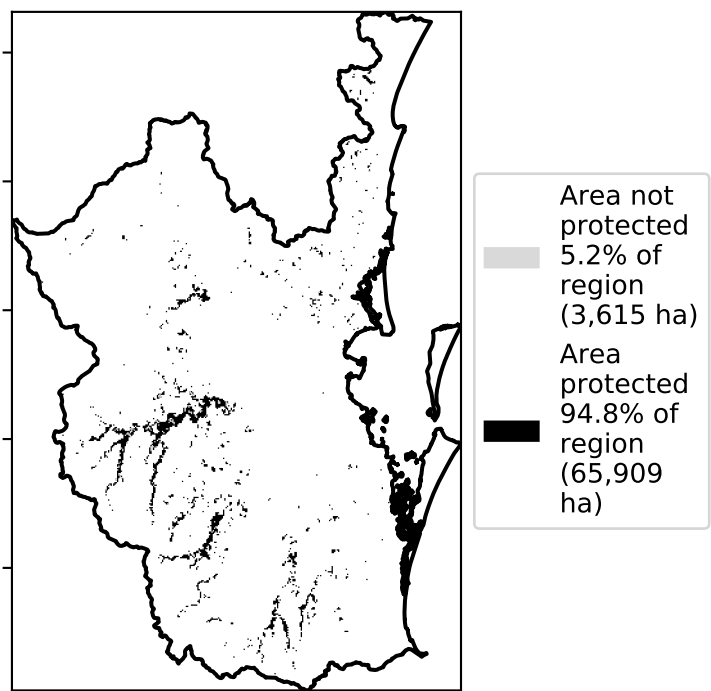 Area not
protected
5.2% of
region
(3,615 ha)
Area
protected
94.8% of
region
(65,909
ha)